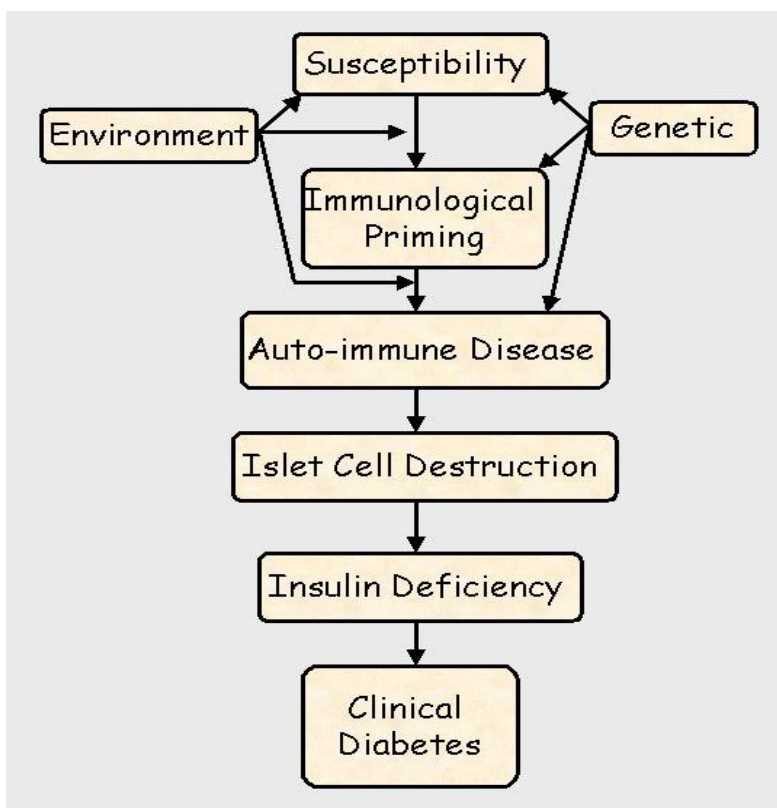 Susceptibility
Environment
Genetic
Immunological
Priming
Auto-immune Disease
Islet Cell Destruction
Insulin Deficiency
Clinical
Diabetes